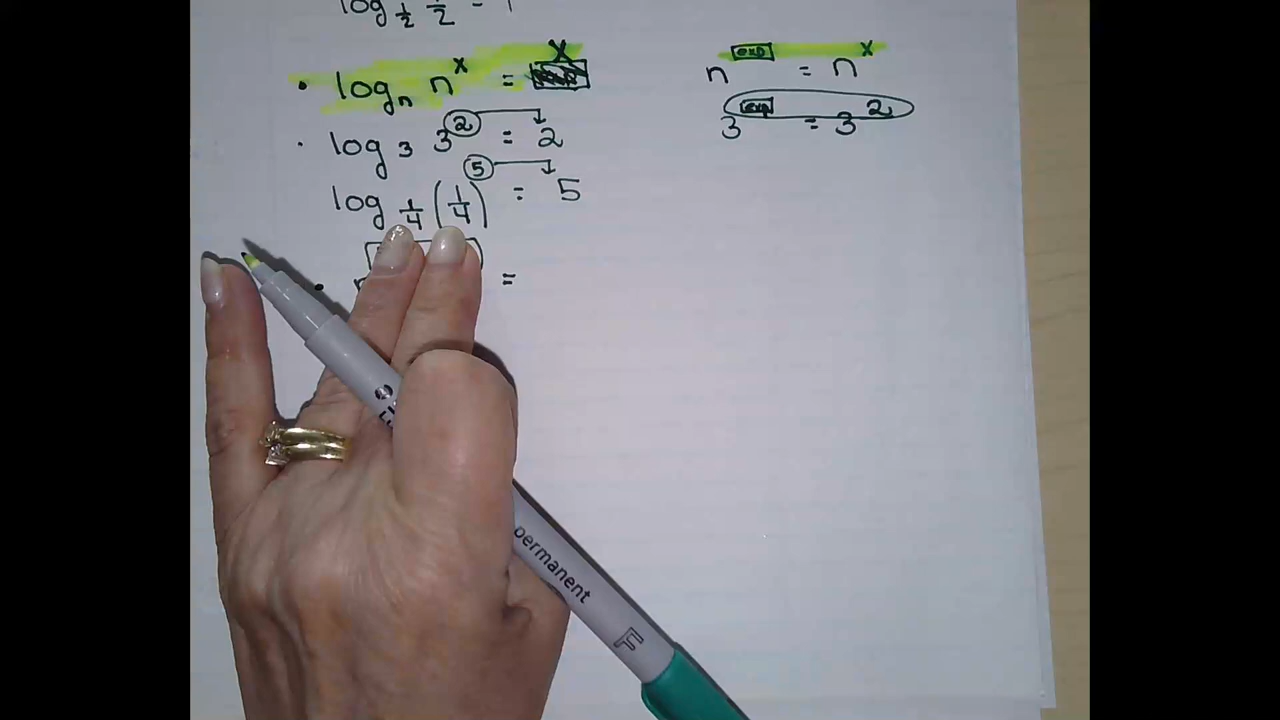 log 1/2 1/2 = 1
• log n n^x = x
n^exp = n^x
• log 3 3^2 = 2
3^exp = 3^2
log 1/4 (1/4)^5 = 5
• =
permanent F